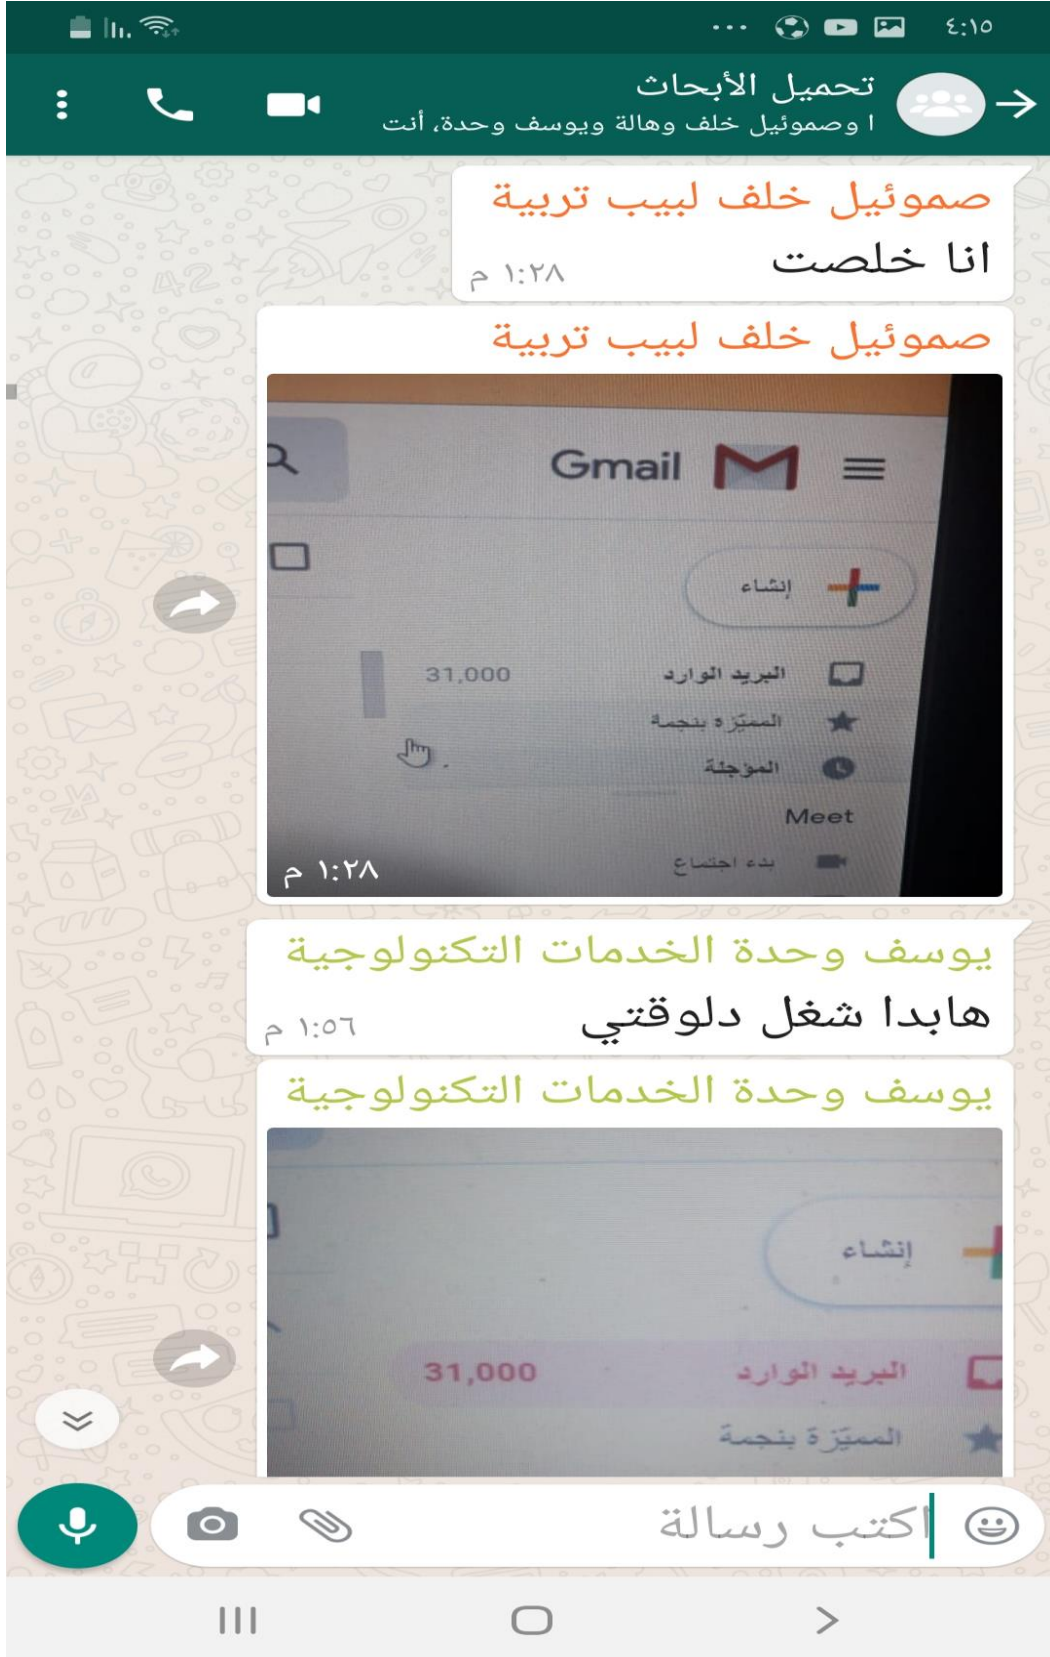 ٤:١٥
تحميل الأبحاث
ا وصموئيل خلف وهالة ويوسف وحدة، أنت
صموئيل خلف لبيب تربية
انا خلصت
١:٢٨ م
صموئيل خلف لبيب تربية
Gmail
إنشاء
البريد الوارد 31,000
المميّزة بنجمة
المؤجلة
Meet
بدء اجتماع
١:٢٨ م
يوسف وحدة الخدمات التكنولوجية
هابدا شغل دلوقتي
١:٥٦ م
يوسف وحدة الخدمات التكنولوجية
إنشاء
البريد الوارد 31,000
المميّزة بنجمة
اكتب رسالة